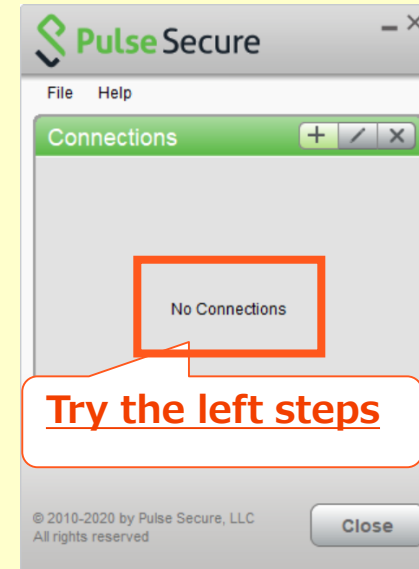 Pulse Secure
File Help
Connections
No Connections
Try the left steps
© 2010-2020 by Pulse Secure, LLC
All rights reserved
Close